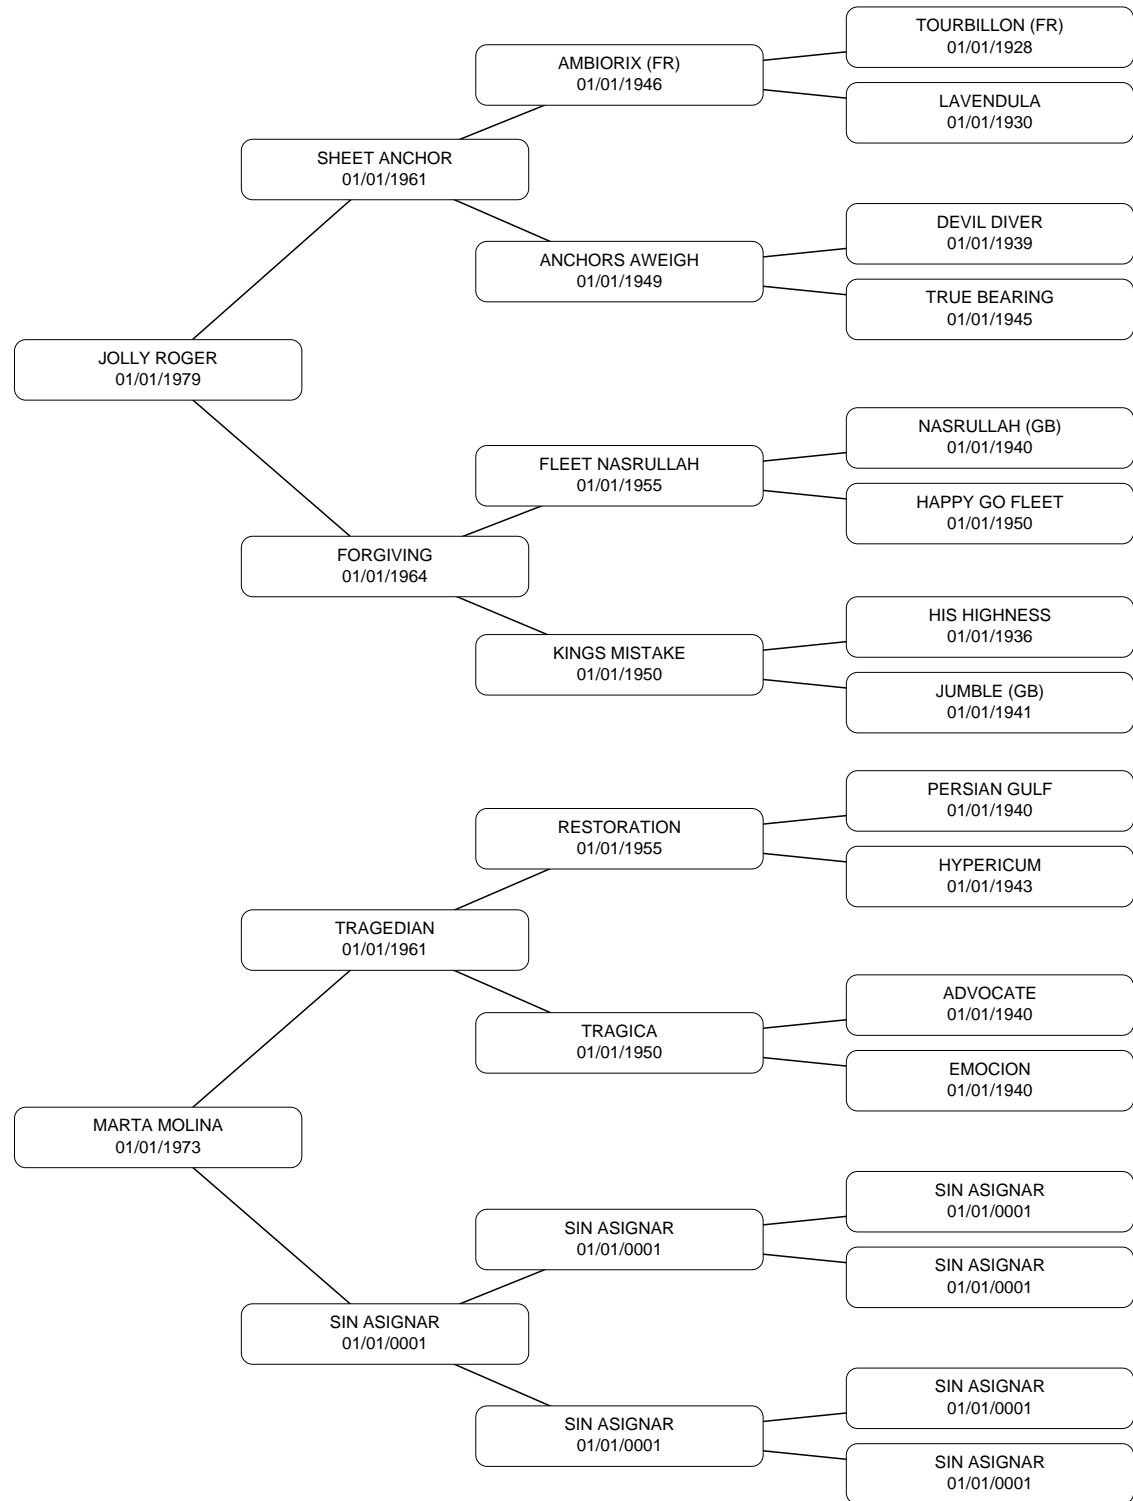 TOURBILLON (FR)
01/01/1928
AMBIORIX (FR)
01/01/1946
LAVENDULA
01/01/1930
SHEET ANCHOR
01/01/1961
DEVIL DIVER
01/01/1939
ANCHORS AWEIGH
01/01/1949
TRUE BEARING
01/01/1945
JOLLY ROGER
01/01/1979
NASRULLAH (GB)
01/01/1940
FLEET NASRULLAH
01/01/1955
HAPPY GO FLEET
01/01/1950
FORGIVING
01/01/1964
HIS HIGHNESS
01/01/1936
KINGS MISTAKE
01/01/1950
JUMBLE (GB)
01/01/1941
PERSIAN GULF
01/01/1940
RESTORATION
01/01/1955
HYPERICUM
01/01/1943
TRAGEDIAN
01/01/1961
ADVOCATE
01/01/1940
TRAGICA
01/01/1950
EMOCION
01/01/1940
MARTA MOLINA
01/01/1973
SIN ASIGNAR
01/01/0001
SIN ASIGNAR
01/01/0001
SIN ASIGNAR
01/01/0001
SIN ASIGNAR
01/01/0001
SIN ASIGNAR
01/01/0001
SIN ASIGNAR
01/01/0001
SIN ASIGNAR
01/01/0001